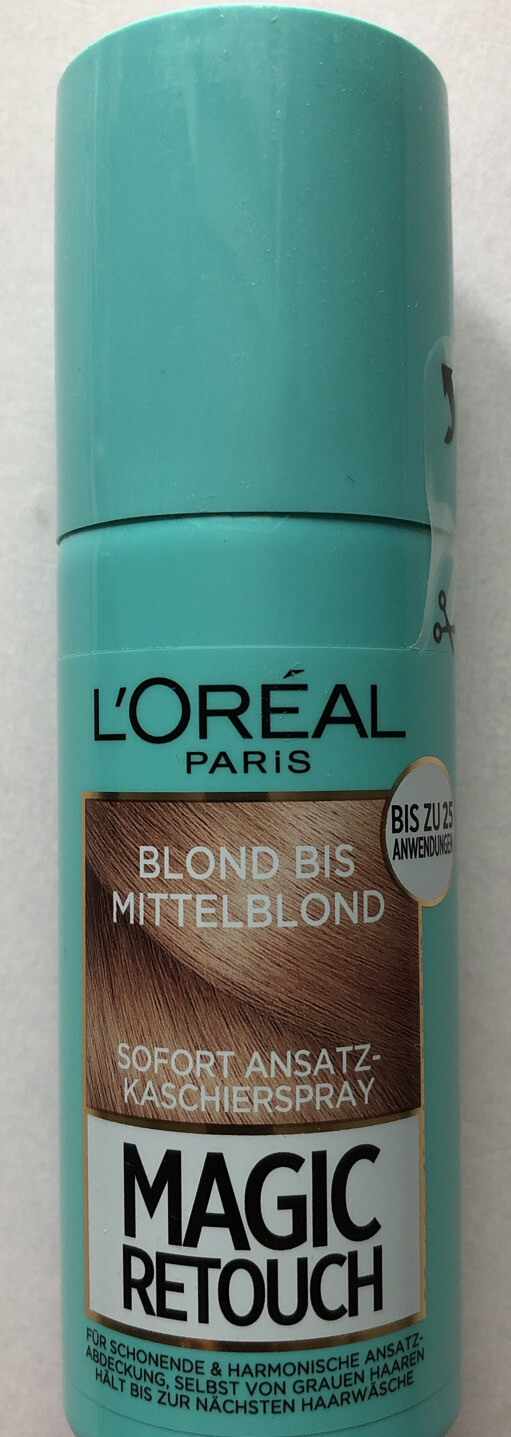 L'ORÉAL
PARiS
BIS ZU 25
ANWENDUNGEN
BLOND BIS
MITTELBLOND
SOFORT ANSATZ-
KASCHIERSPRAY
MAGIC
RETOUCH
FÜR SCHONENDE & HARMONISCHE ANSATZ-
ABDECKUNG, SELBST VON GRAUEN HAAREN
HÄLT BIS ZUR NÄCHSTEN HAARWÄSCHE